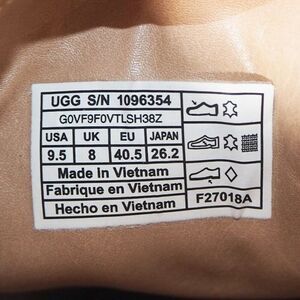 UGG S/N 1096354
G0VF9F0VTLSH38Z
USA UK EU JAPAN
9.5 8 40.5 26.2
Made In Vietnam
Fabrique en Vietnam
Hecho en Vietnam
F27018A